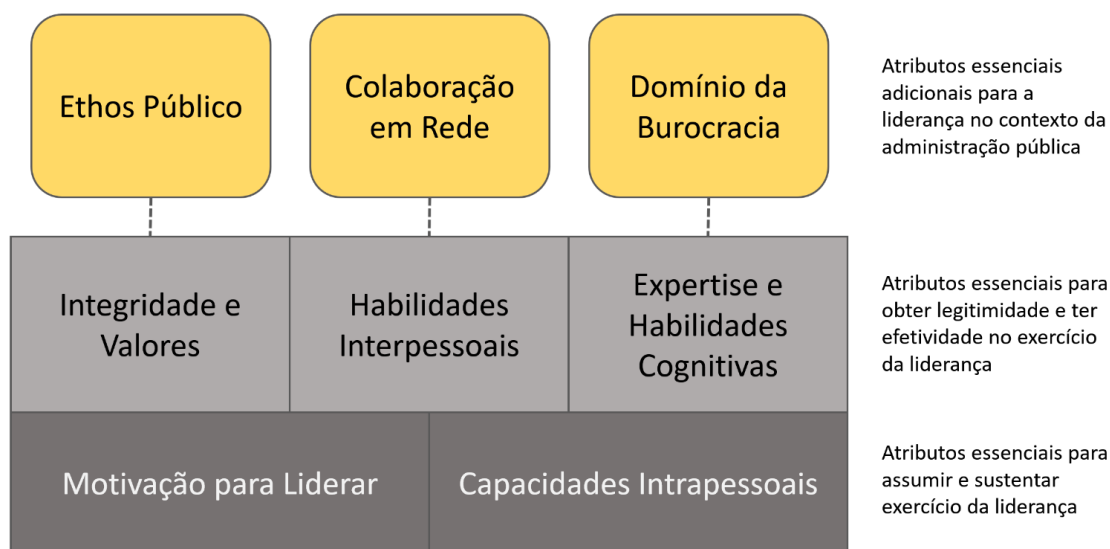 Ethos Público
Colaboração
em Rede
Domínio da
Burocracia
Atributos essenciais
adicionais para a
liderança no contexto da
administração pública
Integridade e
Valores
Habilidades
Interpessoais
Expertise e
Habilidades
Cognitivas
Atributos essenciais para
obter legitimidade e ter
efetividade no exercício
da liderança
Motivação para Liderar
Capacidades Intrapessoais
Atributos essenciais para
assumir e sustentar
exercício da liderança